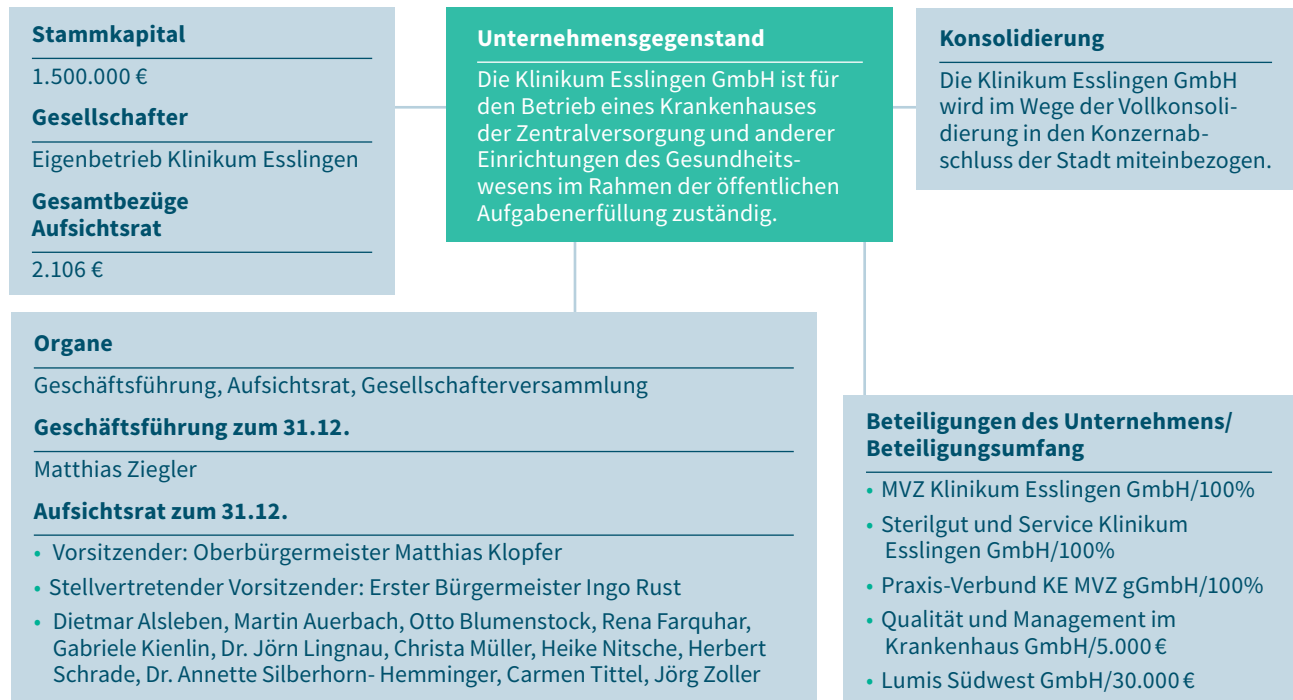 Stammkapital
1.500.000 €
Gesellschafter
Eigenbetrieb Klinikum Esslingen
Gesamtbezüge
Aufsichtsrat
2.106 €
Unternehmensgegenstand
Die Klinikum Esslingen GmbH ist für
den Betrieb eines Krankenhauses
der Zentralversorgung und anderer
Einrichtungen des Gesundheits-
wesens im Rahmen der öffentlichen
Aufgabenerfüllung zuständig.
Konsolidierung
Die Klinikum Esslingen GmbH
wird im Wege der Vollkonsoli-
dierung in den Konzernab-
schluss der Stadt miteinbezogen.
Organe
Geschäftsführung, Aufsichtsrat, Gesellschafterversammlung
Geschäftsführung zum 31.12.
Matthias Ziegler
Aufsichtsrat zum 31.12.
• Vorsitzender: Oberbürgermeister Matthias Klopfer
• Stellvertretender Vorsitzender: Erster Bürgermeister Ingo Rust
• Dietmar Alsleben, Martin Auerbach, Otto Blumenstock, Rena Farquhar,
Gabriele Kienlin, Dr. Jörn Lingnau, Christa Müller, Heike Nitsche, Herbert
Schrade, Dr. Annette Silberhorn- Hemminger, Carmen Tittel, Jörg Zoller
Beteiligungen des Unternehmens/
Beteiligungsumfang
• MVZ Klinikum Esslingen GmbH/100%
• Sterilgut und Service Klinikum
Esslingen GmbH/100%
• Praxis-Verbund KE MVZ gGmbH/100%
• Qualität und Management im
Krankenhaus GmbH/5.000 €
• Lumis Südwest GmbH/30.000 €